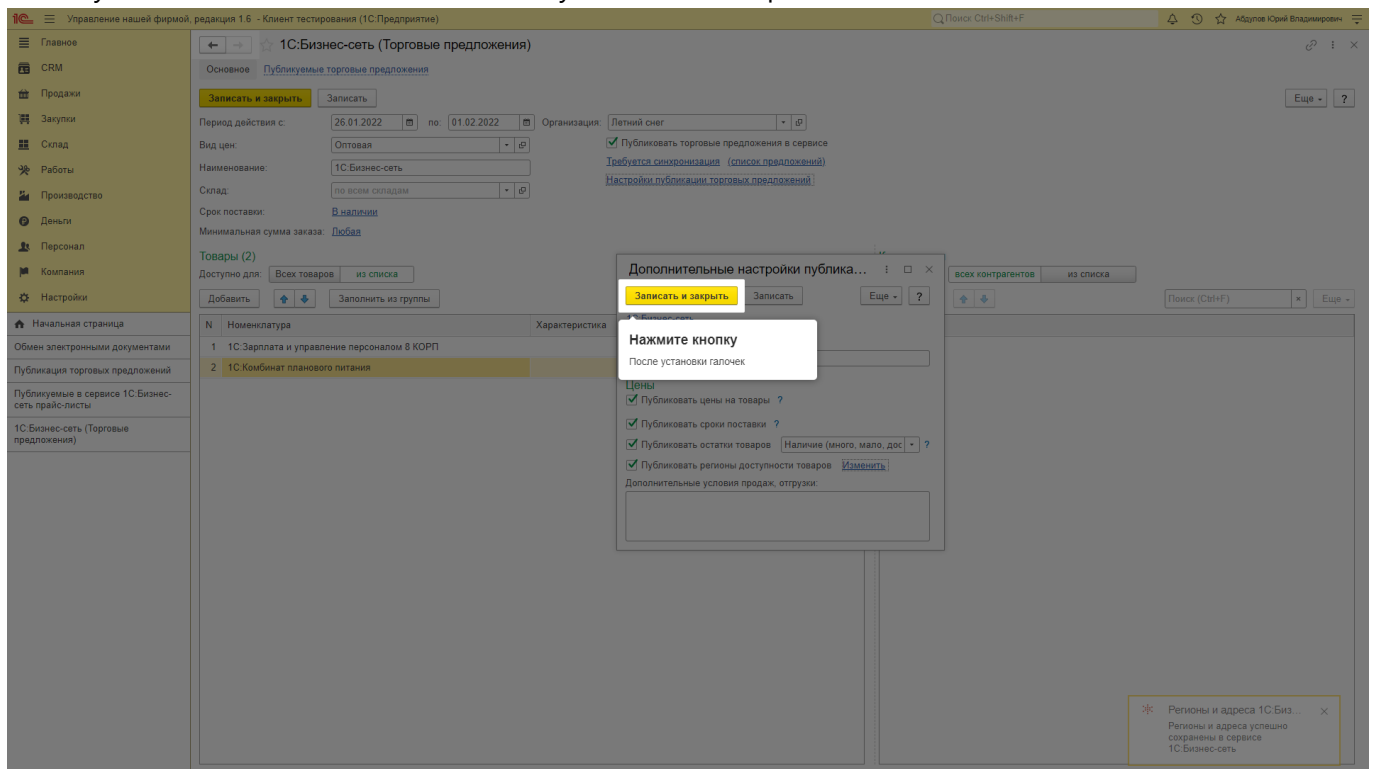 1С Управление нашей фирмой, редакция 1.6 - Клиент тестирования (1С:Предприятие)
Поиск Ctrl+Shift+F
Абдулов Юрий Владимирович
Главное
CRM
Продажи
Закупки
Склад
Работы
Производство
Деньги
Персонал
Компания
Настройки
Начальная страница
Обмен электронными документами
Публикация торговых предложений
Публикуемые в сервисе 1С:Бизнес-
сеть прайс-листы
1С:Бизнес-сеть (Торговые
предложения)
1С:Бизнес-сеть (Торговые предложения)
Основное Публикуемые торговые предложения
Записать и закрыть Записать Еще ?
Период действия с: 26.01.2022 по: 01.02.2022 Организация: Летний снег
Вид цен: Оптовая Публиковать торговые предложения в сервисе
Наименование: 1С:Бизнес-сеть Требуется синхронизация (список предложений)
Склад: по всем складам Настройки публикации торговых предложений
Срок поставки: В наличии
Минимальная сумма заказа: Любая
Товары (2)
Доступно для: Всех товаров из списка всех контрагентов из списка
Добавить Заполнить из группы Поиск (Ctrl+F) × Еще
N Номенклатура Характеристика
1 1С:Зарплата и управление персоналом 8 КОРП
2 1С:Комбинат планового питания
Дополнительные настройки публика...
Записать и закрыть Записать Еще ?
1С:Бизнес-сеть
Нажмите кнопку
После установки галочек
Цены
Публиковать цены на товары ?
Публиковать сроки поставки ?
Публиковать остатки товаров Наличие (много, мало, дос ?
Публиковать регионы доступности товаров Изменить
Дополнительные условия продаж, отгрузки:
Регионы и адреса 1С:Биз...
Регионы и адреса успешно
сохранены в сервисе
1С:Бизнес-сеть